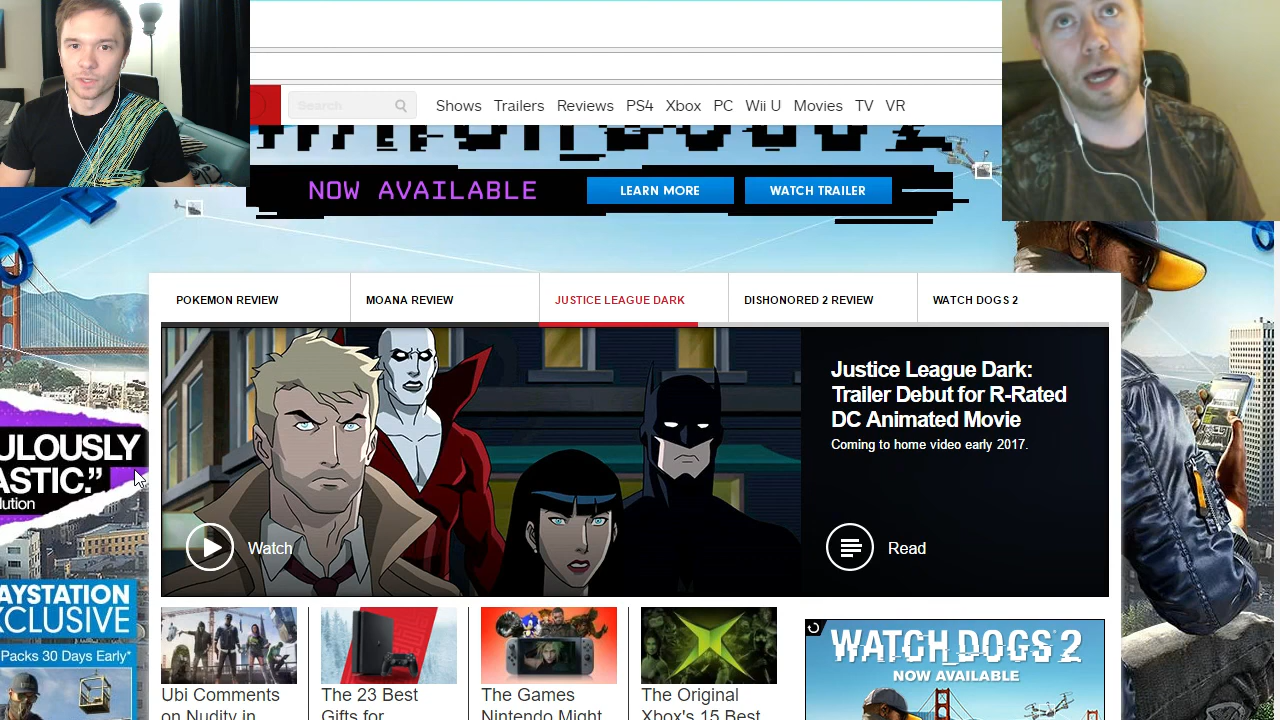 Search
Shows Trailers Reviews PS4 Xbox PC Wii U Movies TV VR
NOW AVAILABLE
LEARN MORE
WATCH TRAILER
POKEMON REVIEW
MOANA REVIEW
JUSTICE LEAGUE DARK
DISHONORED 2 REVIEW
WATCH DOGS 2
Justice League Dark:
Trailer Debut for R-Rated
DC Animated Movie
Coming to home video early 2017.
Watch
Read
ULOUSLY
ASTIC.”
lution
AYSTATION
XCLUSIVE
Packs 30 Days Early*
Ubi Comments
on Nudity in
The 23 Best
Gifts for
The Games
Nintendo Might
The Original
Xbox's 15 Best
WATCH_DOGS 2
NOW AVAILABLE